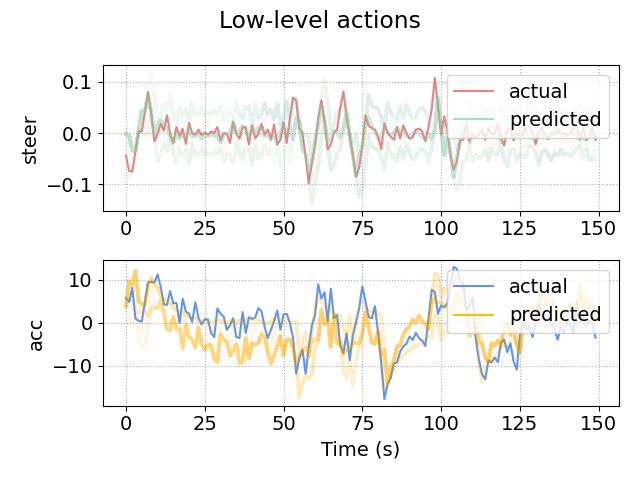 Low-level actions
steer
0.1
0.0
−0.1
actual
predicted
0 25 50 75 100 125 150
acc
10
0
−10
actual
predicted
0 25 50 75 100 125 150
Time (s)